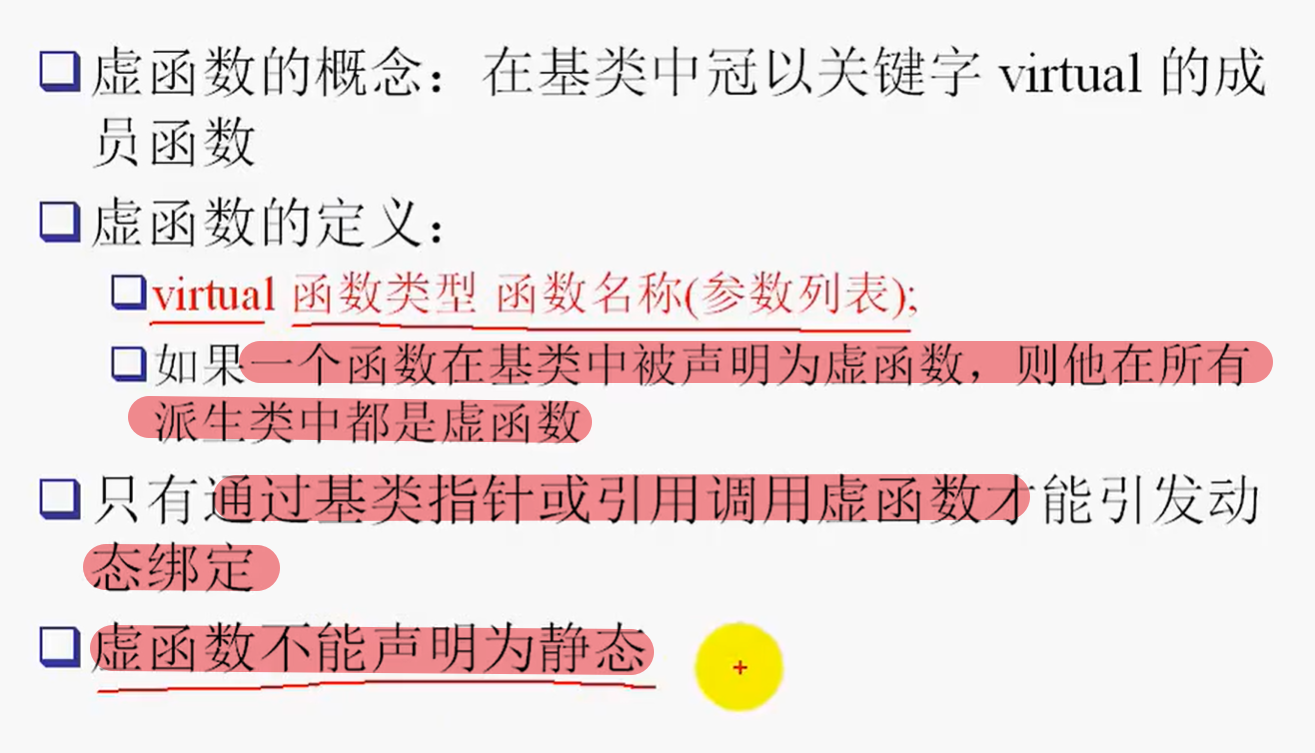 虚函数的概念：在基类中冠以关键字 virtual 的成
员函数
虚函数的定义：
virtual 函数类型 函数名称(参数列表);
如果一个函数在基类中被声明为虚函数，则他在所有
派生类中都是虚函数
只有通过基类指针或引用调用虚函数才能引发动
态绑定
虚函数不能声明为静态